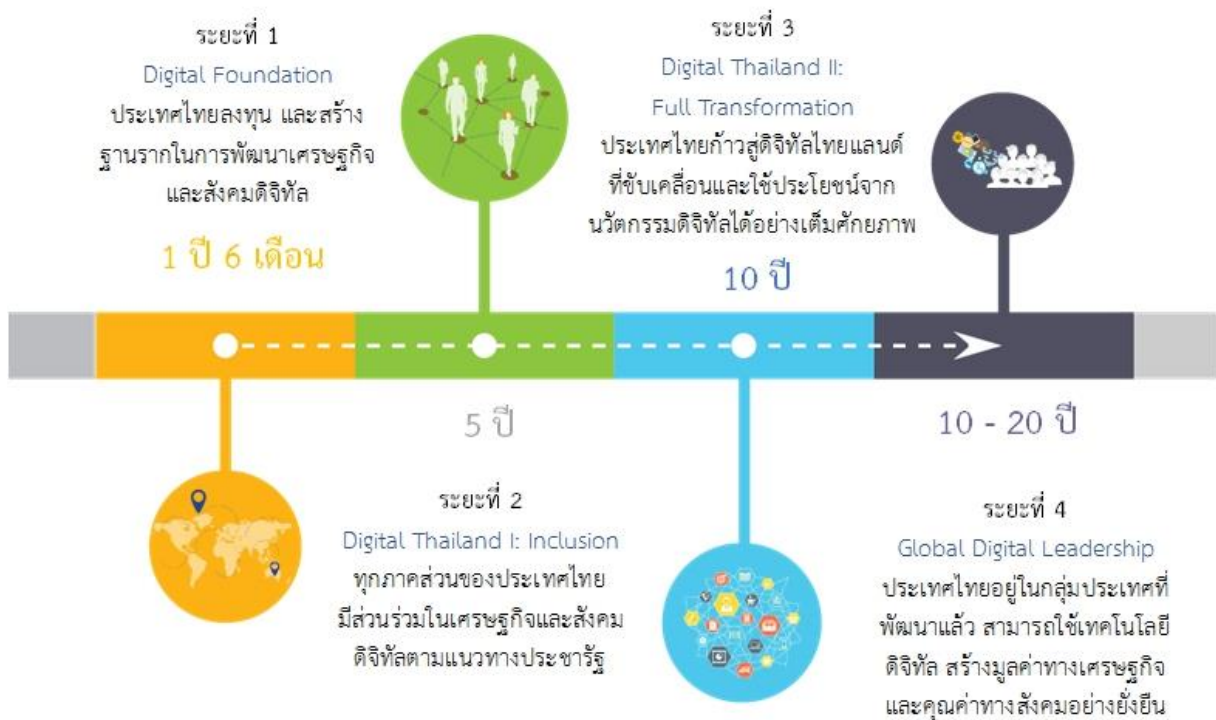 ระยะที่ 1
Digital Foundation
ประเทศไทยลงทุน และสร้าง
ฐานรากในการพัฒนาเศรษฐกิจ
และสังคมดิจิทัล
1 ปี 6 เดือน
5 ปี
ระยะที่ 2
Digital Thailand I: Inclusion
ทุกภาคส่วนของประเทศไทย
มีส่วนร่วมในเศรษฐกิจและสังคม
ดิจิทัลตามแนวทางประชารัฐ
ระยะที่ 3
Digital Thailand II:
Full Transformation
ประเทศไทยก้าวสู่ดิจิทัลไทยแลนด์
ที่ขับเคลื่อนและใช้ประโยชน์จาก
นวัตกรรมดิจิทัลได้อย่างเต็มศักยภาพ
10 ปี
10 - 20 ปี
ระยะที่ 4
Global Digital Leadership
ประเทศไทยอยู่ในกลุ่มประเทศที่
พัฒนาแล้ว สามารถใช้เทคโนโลยี
ดิจิทัล สร้างมูลค่าทางเศรษฐกิจ
และคุณค่าทางสังคมอย่างยั่งยืน